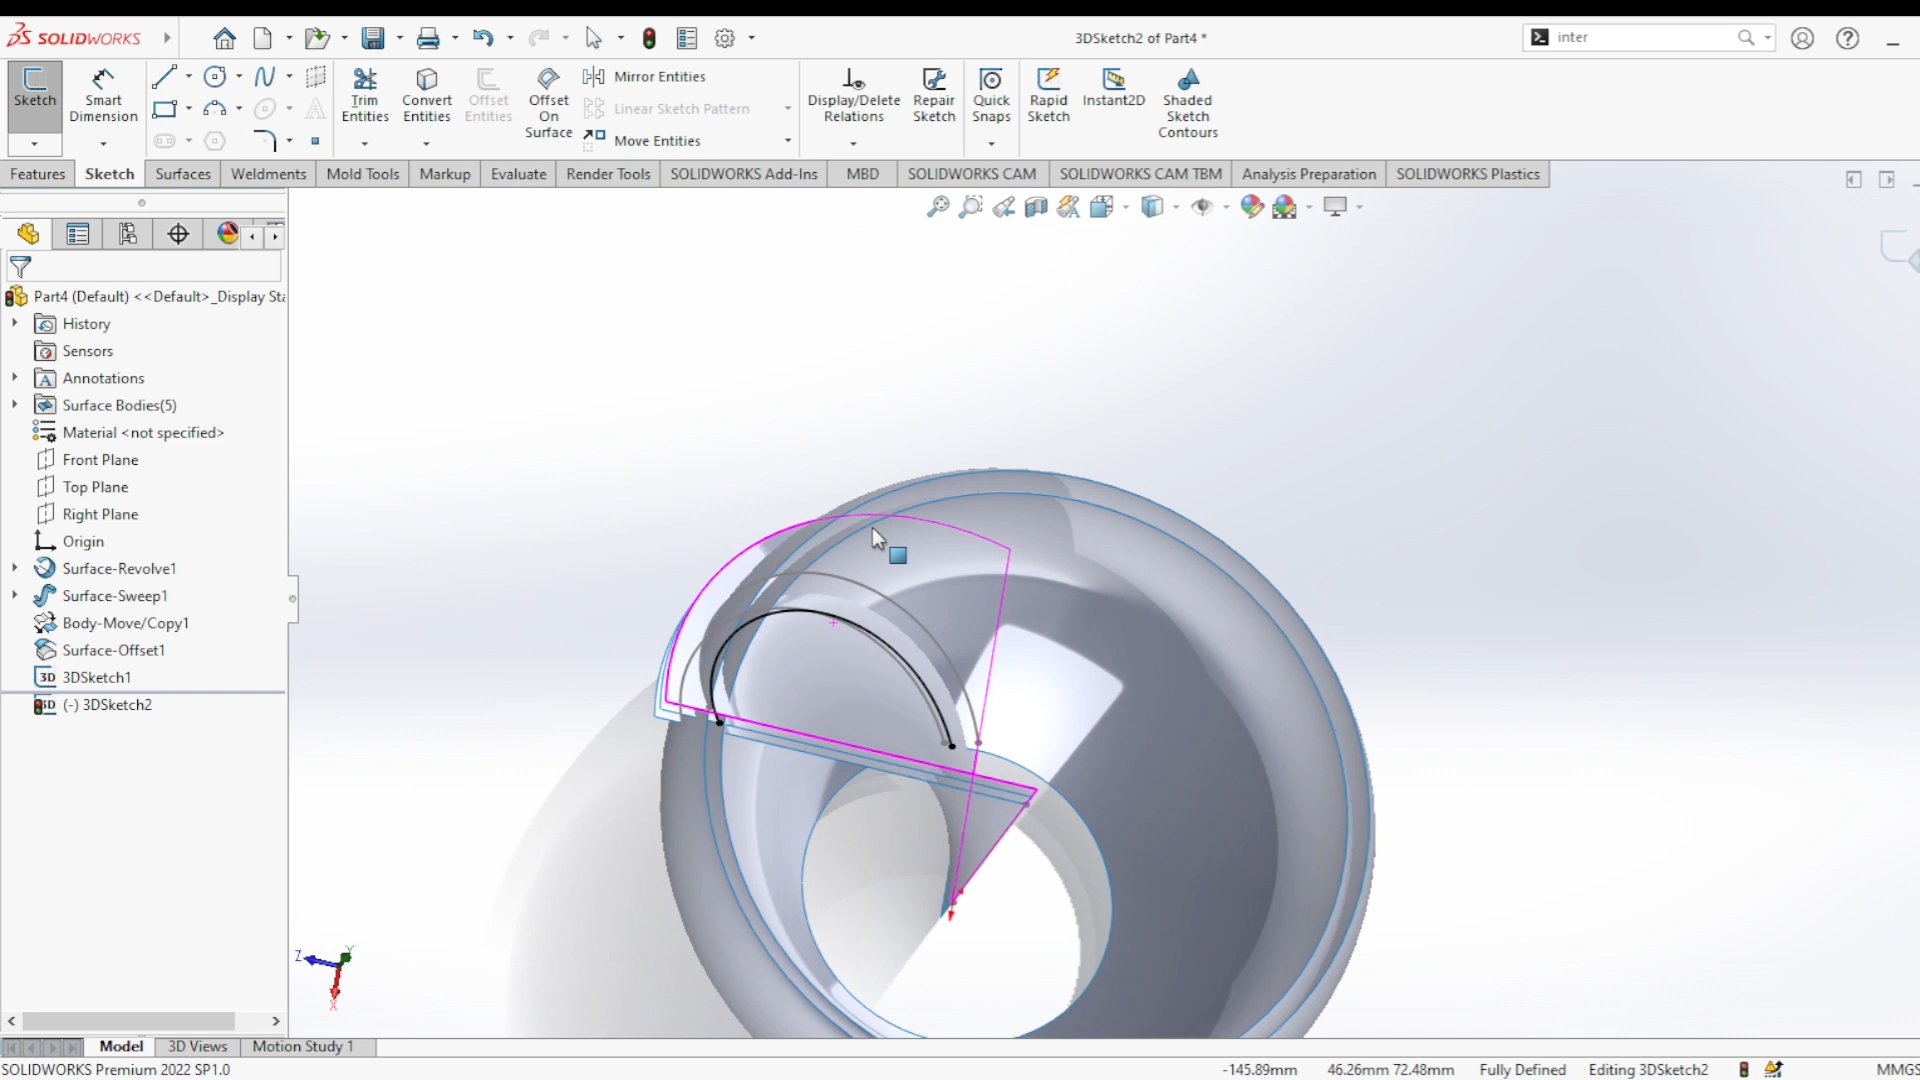 SOLIDWORKS
3DSketch2 of Part4 *
inter
Sketch
Smart Dimension
Trim Entities
Convert Entities
Offset Entities
Offset On Surface
Mirror Entities
Linear Sketch Pattern
Move Entities
Display/Delete Relations
Repair Sketch
Quick Snaps
Rapid Sketch
Instant2D
Shaded Sketch Contours
Features
Sketch
Surfaces
Weldments
Mold Tools
Markup
Evaluate
Render Tools
SOLIDWORKS Add-Ins
MBD
SOLIDWORKS CAM
SOLIDWORKS CAM TBM
Analysis Preparation
SOLIDWORKS Plastics
Part4 (Default) <<Default>_Display Sta
History
Sensors
Annotations
Surface Bodies(5)
Material <not specified>
Front Plane
Top Plane
Right Plane
Origin
Surface-Revolve1
Surface-Sweep1
Body-Move/Copy1
Surface-Offset1
3D 3DSketch1
(-) 3DSketch2
Z
Y
X
Model
3D Views
Motion Study 1
SOLIDWORKS Premium 2022 SP1.0
-145.89mm
46.26mm 72.48mm
Fully Defined
Editing 3DSketch2
MMGS